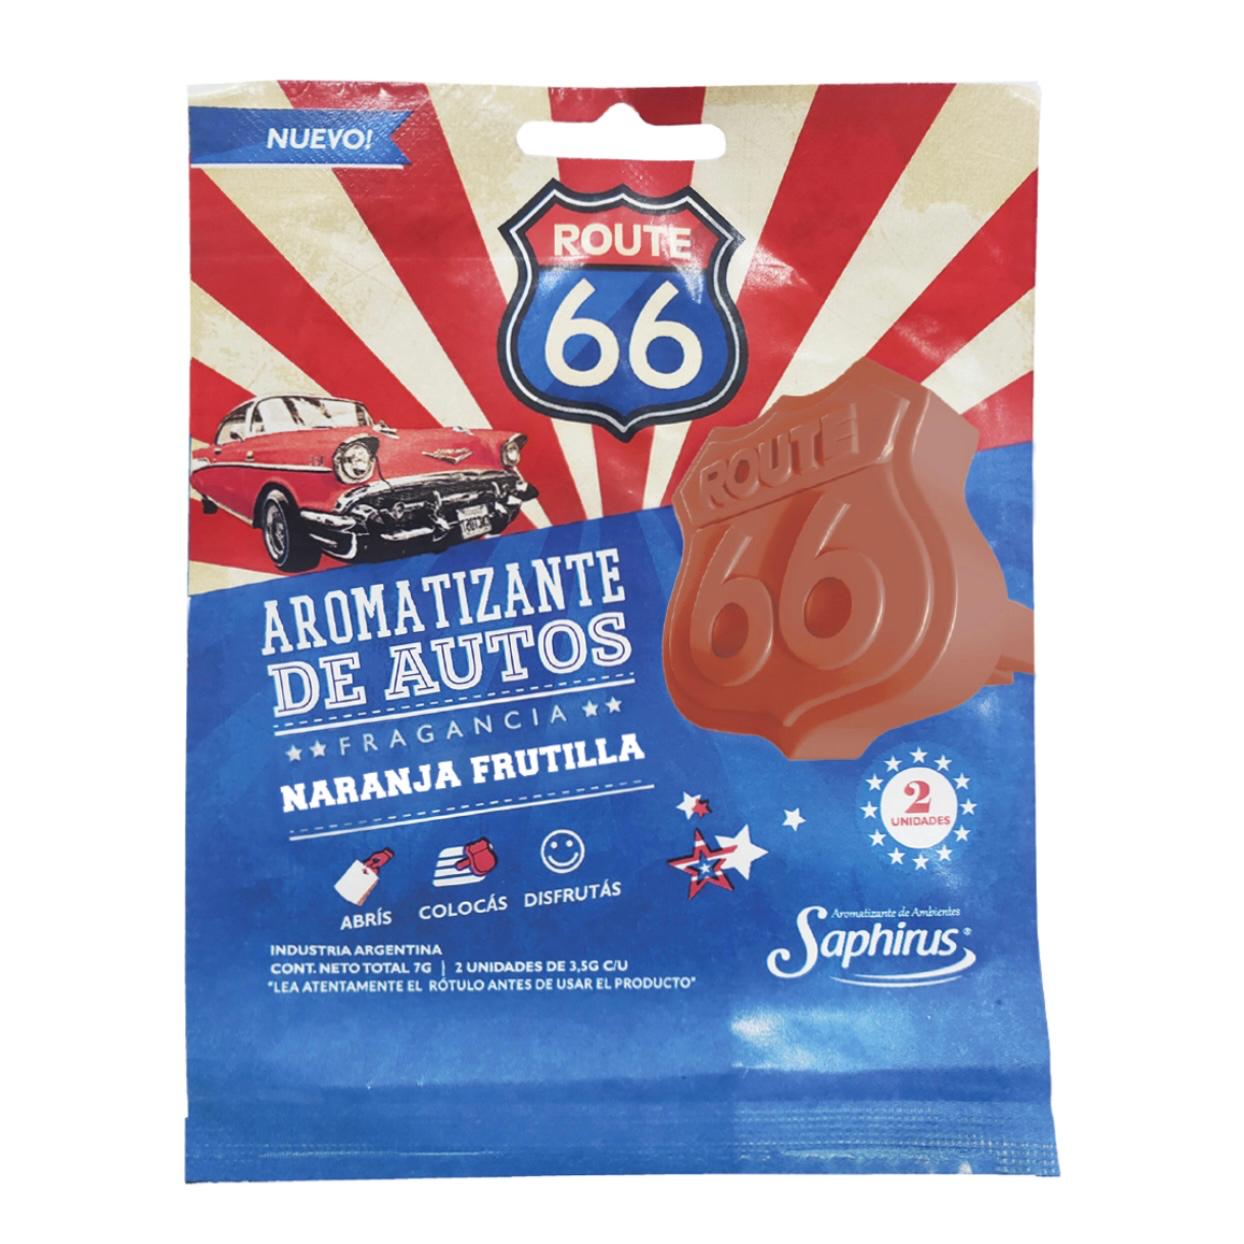 NUEVO!
ROUTE
66
ROUTE
66
AROMATIZANTE
DE AUTOS
FRAGANCIA
NARANJA FRUTILLA
2
UNIDADES
ABRÍS
COLOCÁS
DISFRUTÁS
Aromatizante de Ambientes
Saphirus®
INDUSTRIA ARGENTINA
CONT. NETO TOTAL 7G | 2 UNIDADES DE 3,5G C/U
"LEA ATENTAMENTE EL RÓTULO ANTES DE USAR EL PRODUCTO"